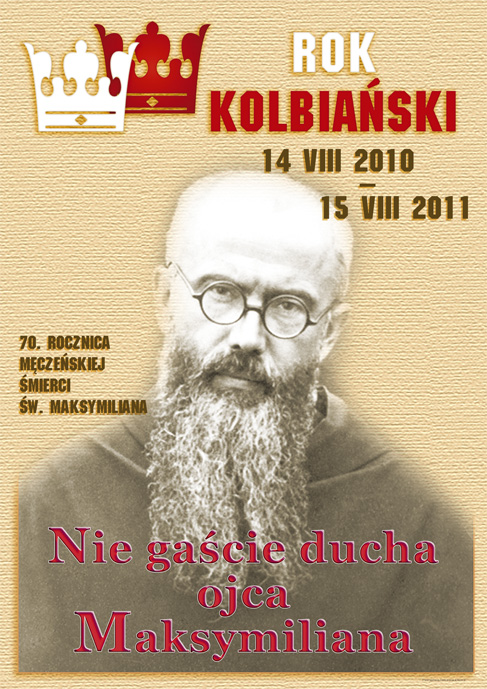 ROK
KOLBIAŃSKI
14 VIII 2010
–
15 VIII 2011
70. ROCZNICA
MĘCZEŃSKIEJ
ŚMIERCI
ŚW. MAKSYMILIANA
Nie gaście ducha
ojca
Maksymiliana